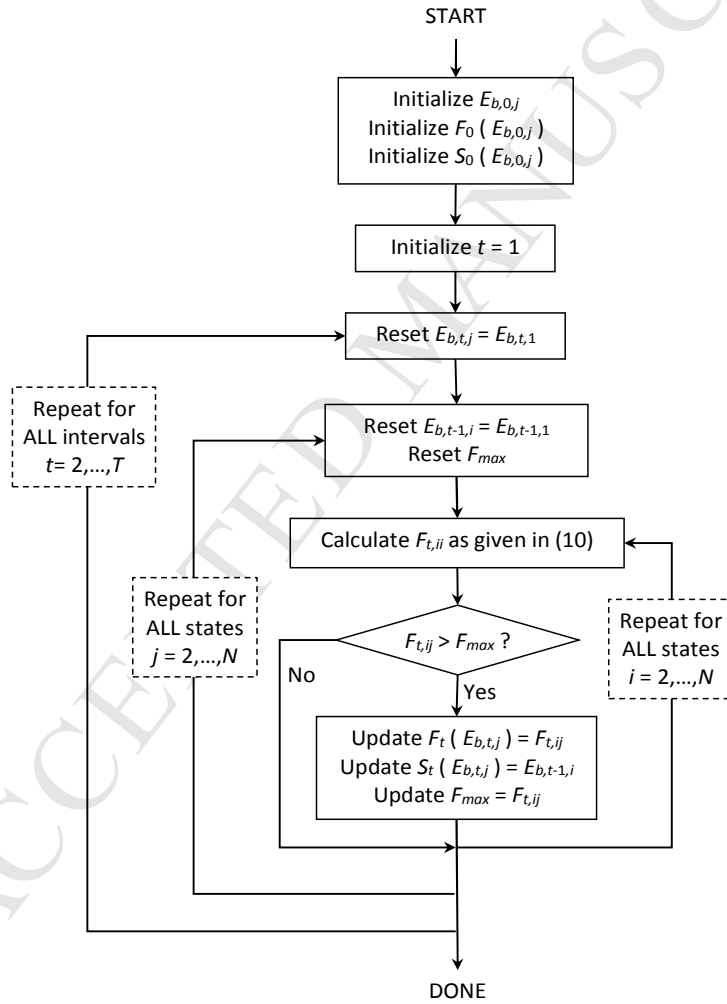 START
Initialize E_{b,0,j}
Initialize F_0 ( E_{b,0,j} )
Initialize S_0 ( E_{b,0,j} )
Initialize t = 1
Reset E_{b,t,j} = E_{b,t,1}
Repeat for
ALL intervals
t= 2,...,T
Reset E_{b,t-1,i} = E_{b,t-1,1}
Reset F_{max}
Calculate F_{t,ii} as given in (10)
Repeat for
ALL states
j = 2,...,N
Repeat for
ALL states
i = 2,...,N
F_{t,ij} > F_{max} ?
No
Yes
Update F_t ( E_{b,t,j} ) = F_{t,ij}
Update S_t ( E_{b,t,j} ) = E_{b,t-1,i}
Update F_{max} = F_{t,ij}
DONE
ACCEPTED MANUSC